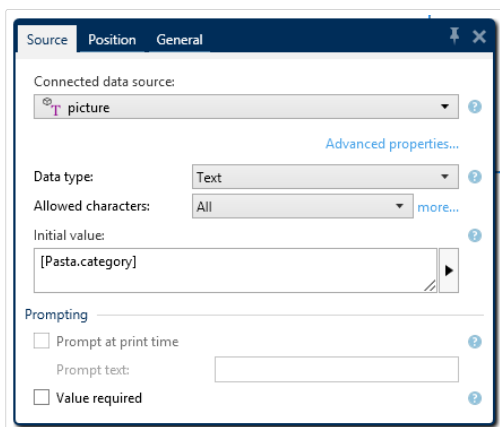 Source Position General
Connected data source:
T picture
Advanced properties...
Data type: Text
Allowed characters: All more...
Initial value:
[Pasta.category]
Prompting
Prompt at print time
Prompt text:
Value required